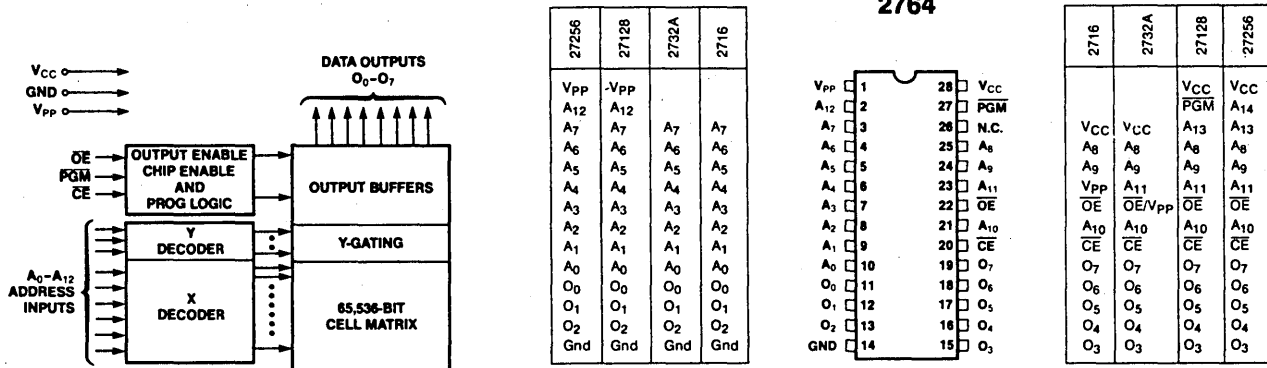 V_CC
GND
V_PP
DATA OUTPUTS
O₀-O₇
OE
PGM
CE
OUTPUT ENABLE
CHIP ENABLE
AND
PROG LOGIC
OUTPUT BUFFERS
A₀-A₁₂
ADDRESS
INPUTS
Y
DECODER
Y-GATING
X
DECODER
65,536-BIT
CELL MATRIX
27256 27128 2732A 2716
VPP -VPP
A12 A12
A7 A7 A7 A7
A6 A6 A6 A6
A5 A5 A5 A5
A4 A4 A4 A4
A3 A3 A3 A3
A2 A2 A2 A2
A1 A1 A1 A1
A0 A0 A0 A0
O0 O0 O0 O0
O1 O1 O1 O1
O2 O2 O2 O2
Gnd Gnd Gnd Gnd
2764
VPP 1 28 VCC
A12 2 27 PGM
A7 3 26 N.C.
A6 4 25 A8
A5 5 24 A9
A4 6 23 A11
A3 7 22 OE
A2 8 21 A10
A1 9 20 CE
A0 10 19 O7
O0 11 18 O6
O1 12 17 O5
O2 13 16 O4
GND 14 15 O3
2716 2732A 27128 27256
VCC VCC
PGM A14
VCC VCC A13 A13
A8 A8 A8 A8
A9 A9 A9 A9
VPP A11 A11 A11
OE OE/VPP OE OE
A10 A10 A10 A10
CE CE CE CE
O7 O7 O7 O7
O6 O6 O6 O6
O5 O5 O5 O5
O4 O4 O4 O4
O3 O3 O3 O3